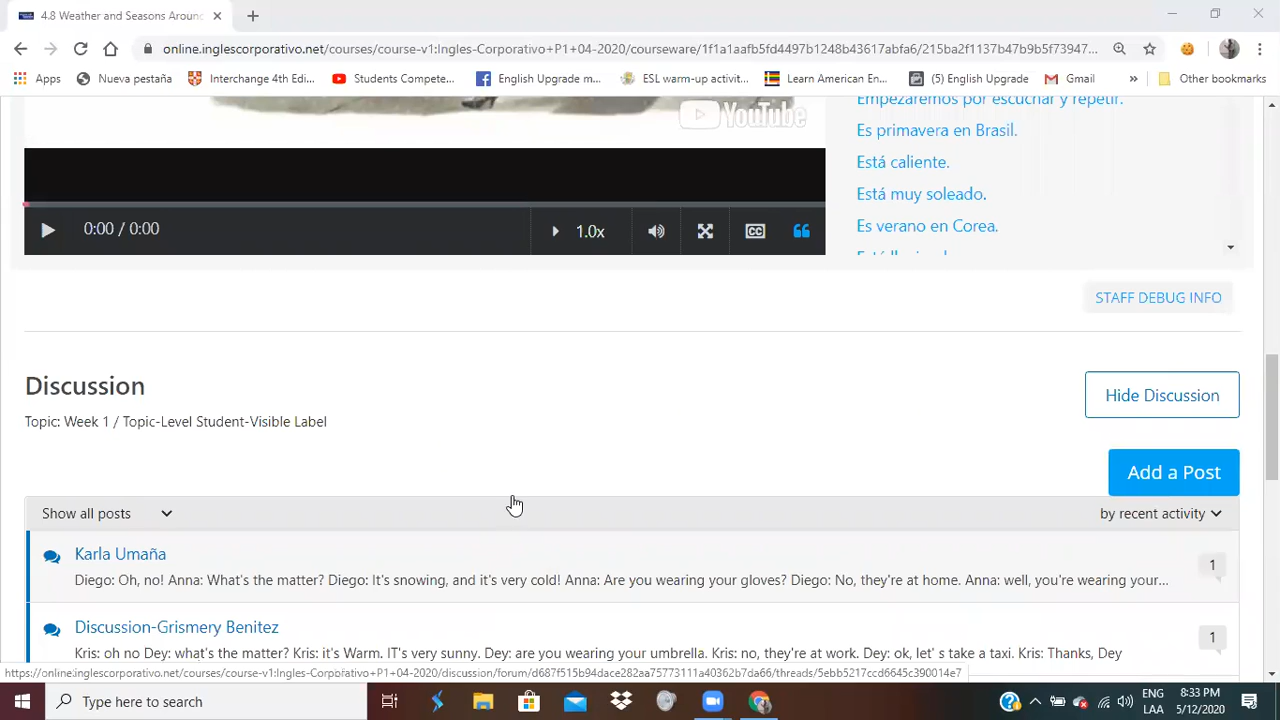 4.8 Weather and Seasons Around
online.inglescorporativo.net/courses/course-v1:Ingles-Corporativo+P1+04-2020/courseware/1f1a1aafb5fd4497b1248b43617abfa6/215ba2f1137b47b9b5f73947...
Apps Nueva pestaña Interchange 4th Edi... Students Compete... English Upgrade m... ESL warm-up activit... Learn American En... (5) English Upgrade Gmail » Other bookmarks
YouTube
Empezaremos por escuchar y repetir.
Es primavera en Brasil.
Está caliente.
Está muy soleado.
Es verano en Corea.
0:00 / 0:00 1.0x CC
STAFF DEBUG INFO
Discussion
Hide Discussion
Topic: Week 1 / Topic-Level Student-Visible Label
Add a Post
Show all posts by recent activity
Karla Umaña
Diego: Oh, no! Anna: What's the matter? Diego: It's snowing, and it's very cold! Anna: Are you wearing your gloves? Diego: No, they're at home. Anna: well, you're wearing your...
1
Discussion-Grismery Benitez
Kris: oh no Dey: what's the matter? Kris: it's Warm. IT's very sunny. Dey: are you wearing your umbrella. Kris: no, they're at work. Dey: ok, let' s take a taxi. Kris: Thanks, Dey
1
https://online.inglescorporativo.net/courses/course-v1:Ingles-Corporativo+P1+04-2020/discussion/forum/d687f515b94dace282aa75773111a40362b7da66/threads/5ebb5217ccd6645c390014e7
Type here to search
ENG
LAA
8:33 PM
5/12/2020